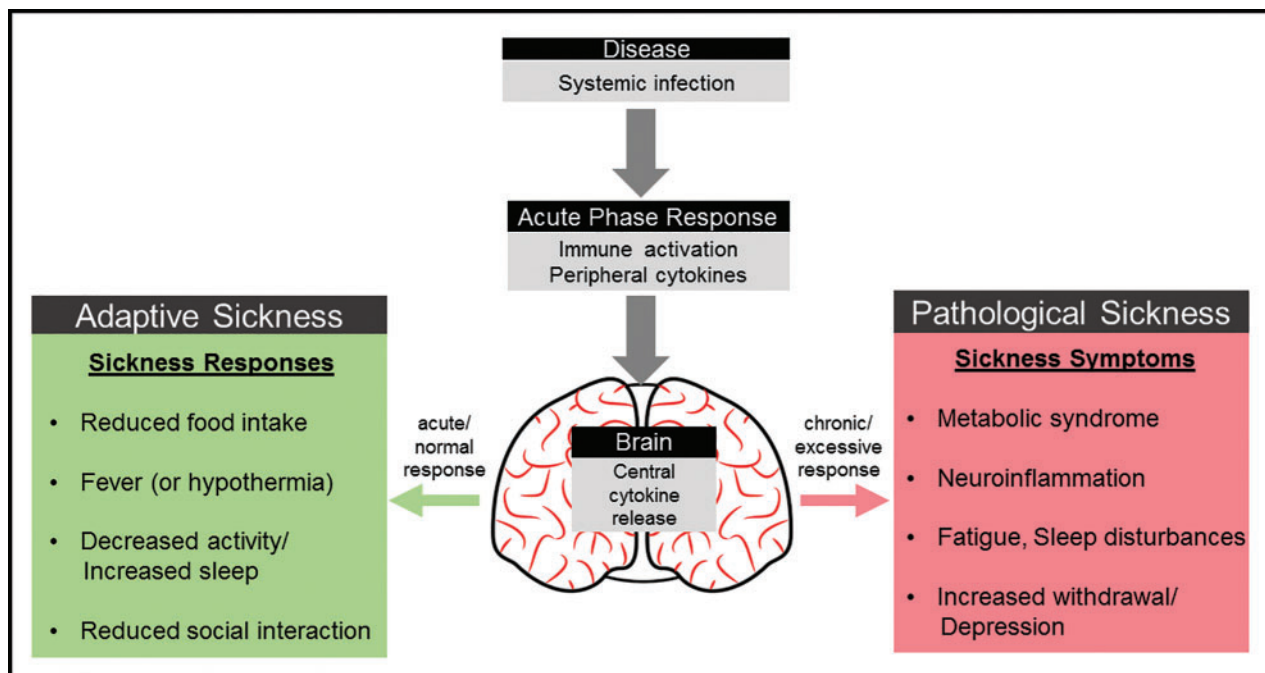 Disease
Systemic infection
Acute Phase Response
Immune activation
Peripheral cytokines
Adaptive Sickness
Sickness Responses
• Reduced food intake
• Fever (or hypothermia)
• Decreased activity/
Increased sleep
• Reduced social interaction
acute/
normal
response
Brain
Central
cytokine
release
chronic/
excessive
response
Pathological Sickness
Sickness Symptoms
• Metabolic syndrome
• Neuroinflammation
• Fatigue, Sleep disturbances
• Increased withdrawal/
Depression